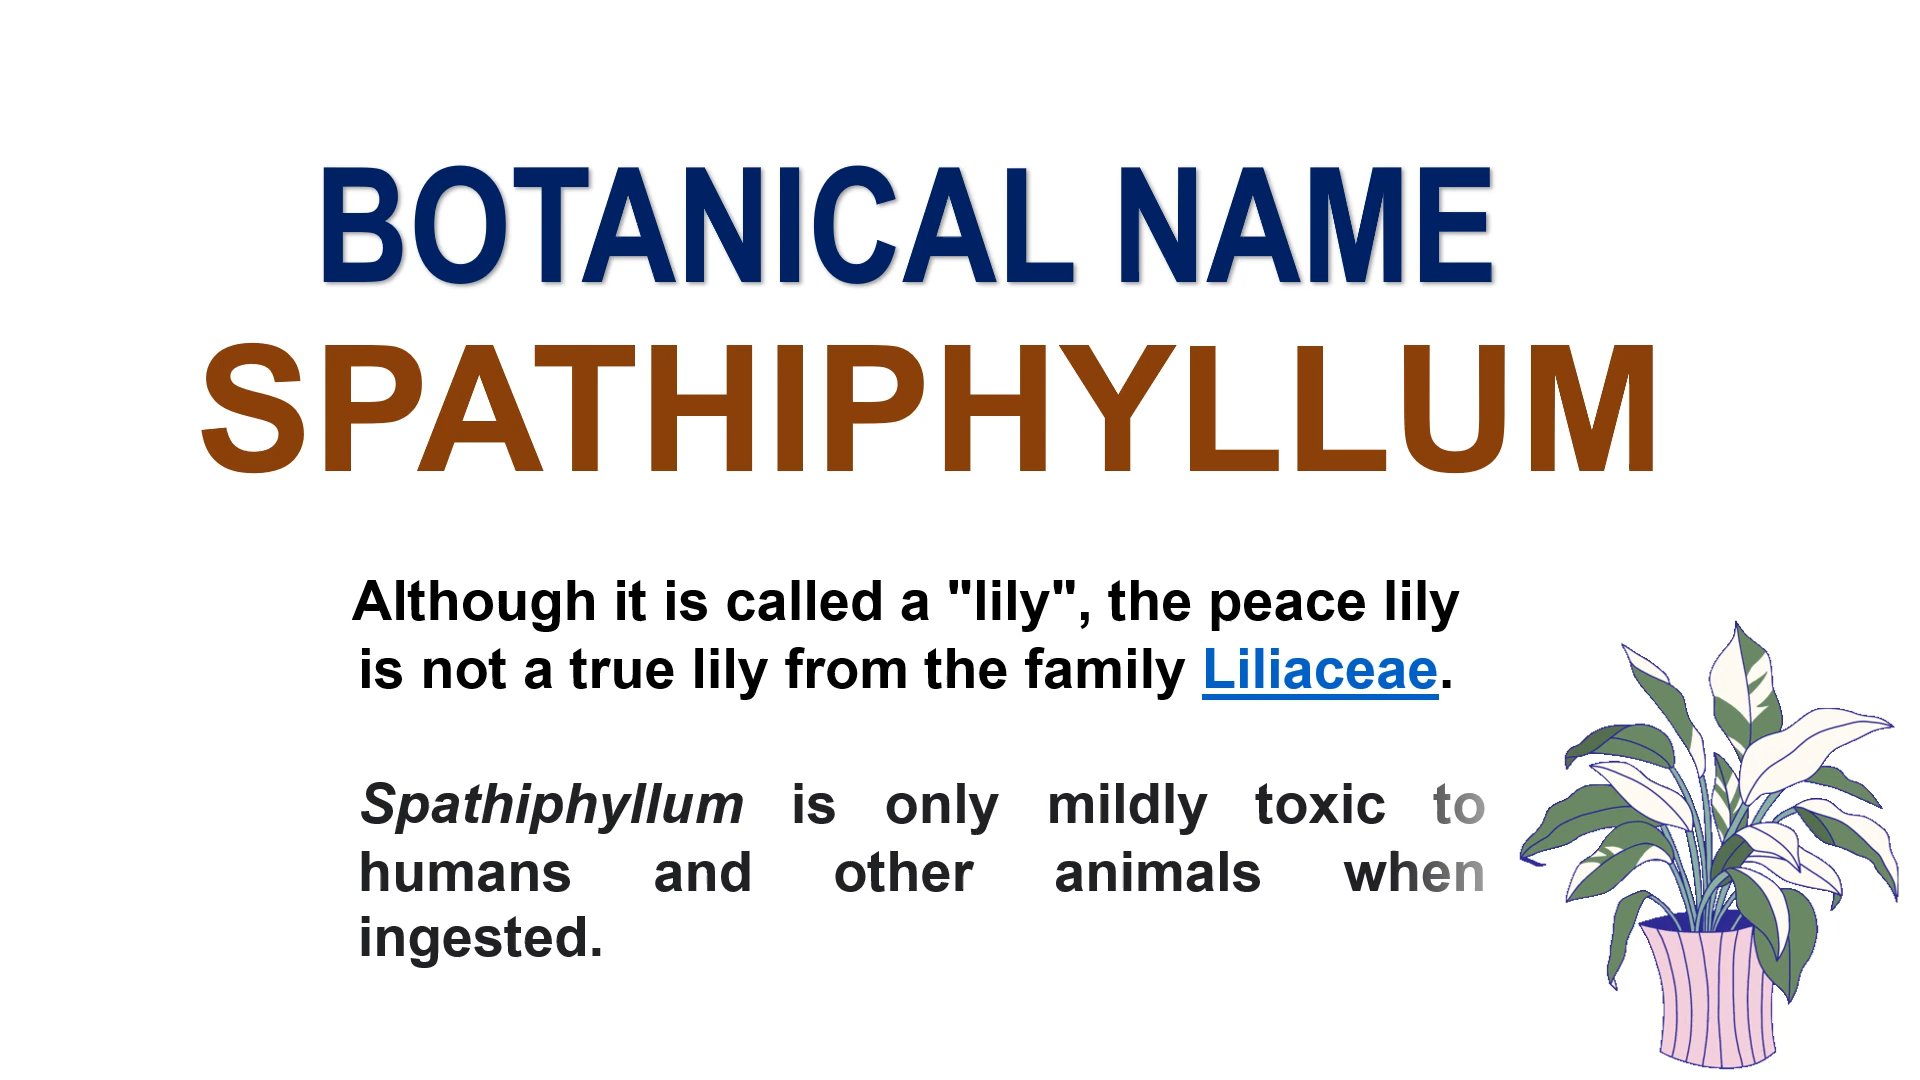 BOTANICAL NAME
SPATHIPHYLLUM
Although it is called a "lily", the peace lily
is not a true lily from the family Liliaceae.
Spathiphyllum is only mildly toxic to
humans and other animals when
ingested.